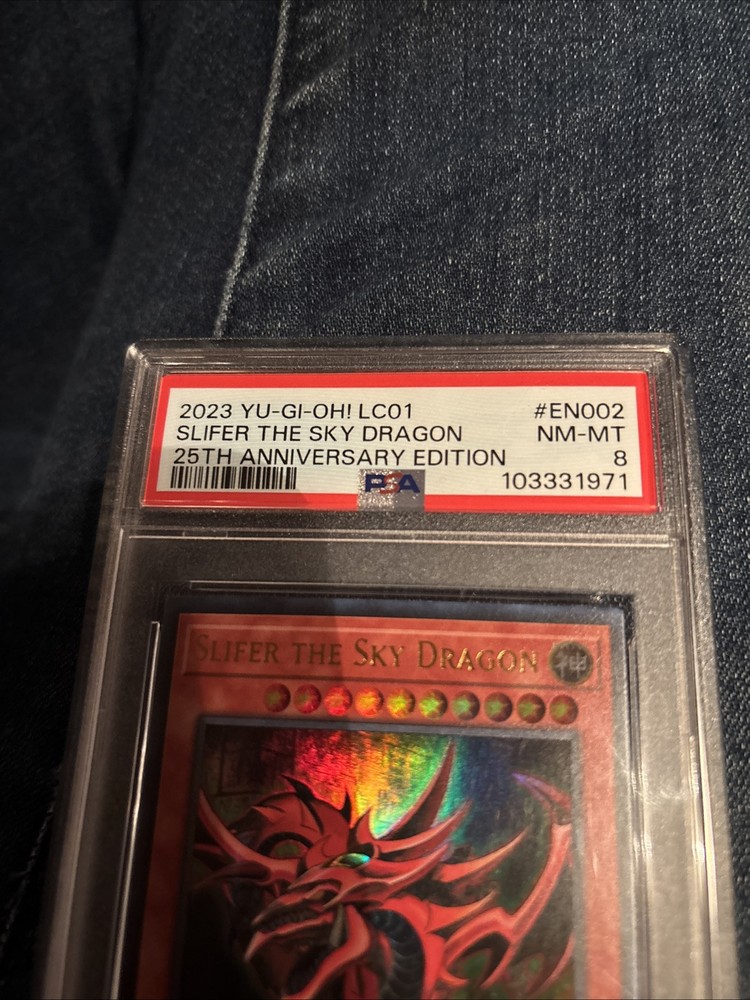 2023 YU-GI-OH! LC01 #EN002
SLIFER THE SKY DRAGON NM-MT
25TH ANNIVERSARY EDITION 8
PSA 103331971
SLIFER THE SKY DRAGON 神